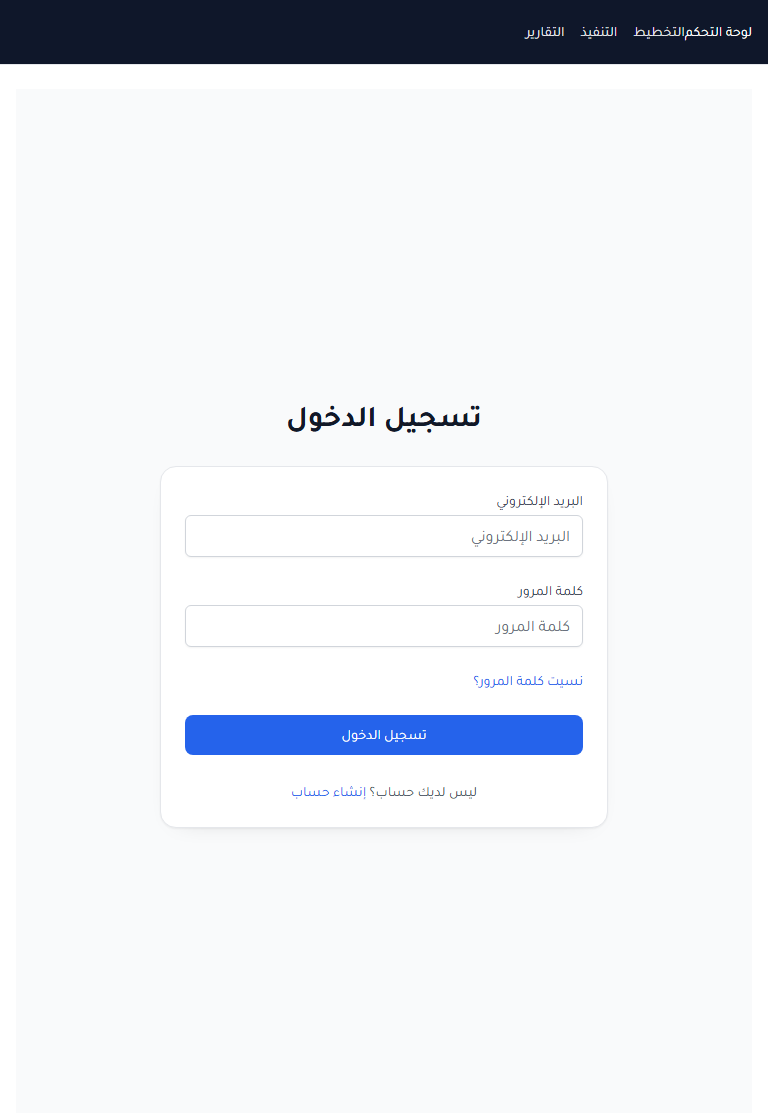 لوحة التحكمالتخطيط التنفيذ التقارير
تسجيل الدخول
البريد الإلكتروني
البريد الإلكتروني
كلمة المرور
كلمة المرور
نسيت كلمة المرور؟
تسجيل الدخول
ليس لديك حساب؟ إنشاء حساب